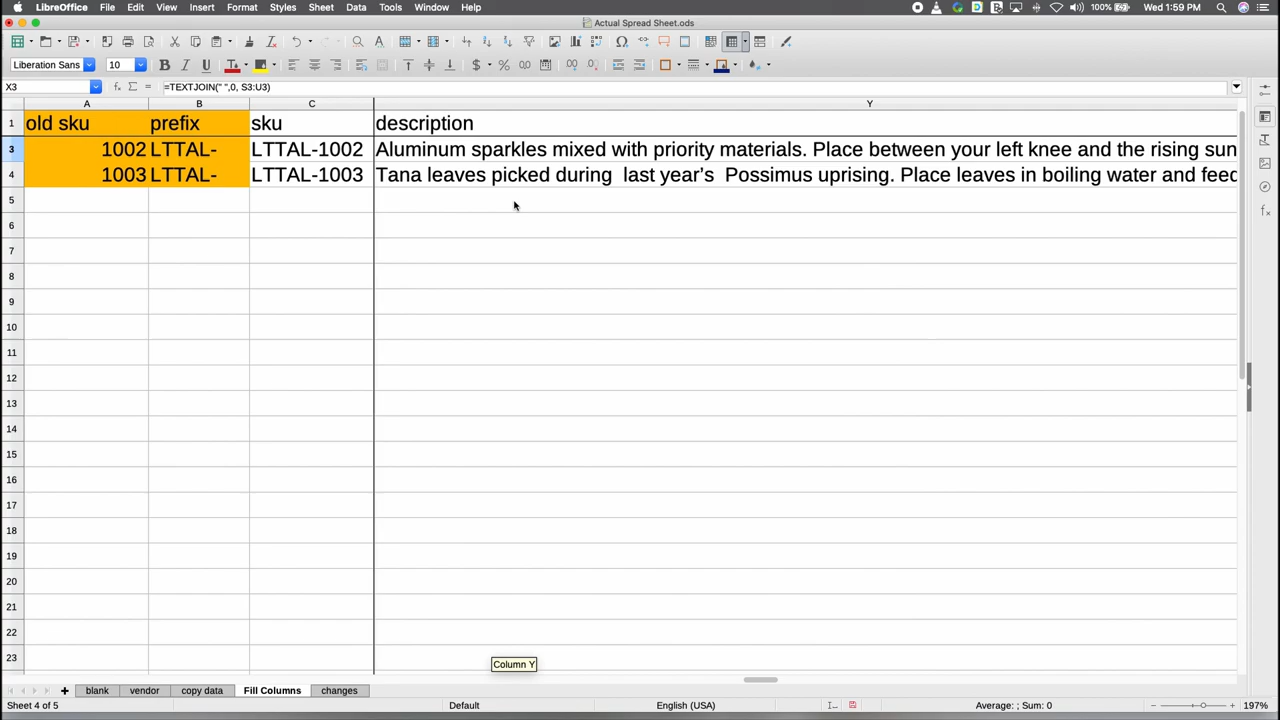 LibreOffice File Edit View Insert Format Styles Sheet Data Tools Window Help 100% Wed 1:59 PM
Actual Spread Sheet.ods
Liberation Sans 10 B I U $ % 0.0
X3 fx Σ = =TEXTJOIN(" ",0, S3:U3)
A B C Y
1 old sku prefix sku description
3 1002 LTTAL- LTTAL-1002 Aluminum sparkles mixed with priority materials. Place between your left knee and the rising sun
4 1003 LTTAL- LTTAL-1003 Tana leaves picked during last year’s Possimus uprising. Place leaves in boiling water and feed
5
6
7
8
9
10
11
12
13
14
15
16
17
18
19
20
21
22
23
Column Y
blank vendor copy data Fill Columns changes
Sheet 4 of 5 Default English (USA) Average: ; Sum: 0 197%